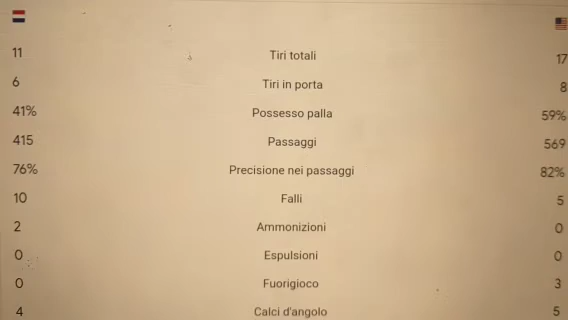 11 Tiri totali 17
6 Tiri in porta 8
41% Possesso palla 59%
415 Passaggi 569
76% Precisione nei passaggi 82%
10 Falli 5
2 Ammonizioni 0
0 Espulsioni 0
0 Fuorigioco 3
4 Calci d'angolo 5